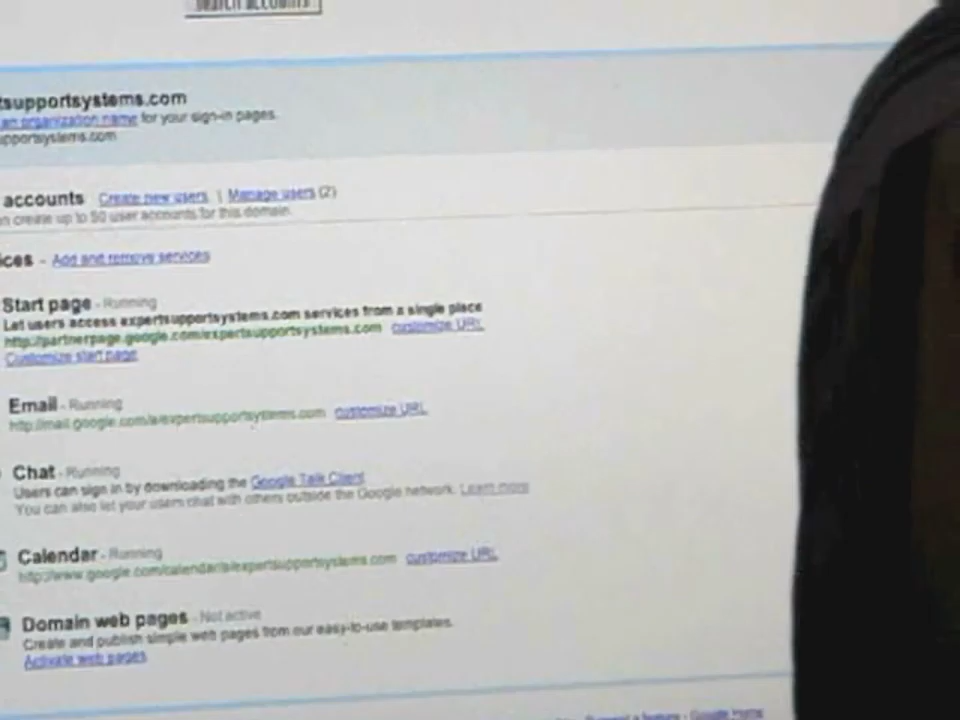 Search accounts
tsupportsystems.com
an organization name for your sign-in pages.
upportsystems.com
accounts Create new users | Manage users (2)
n create up to 50 user accounts for this domain.
ices - Add and remove services
Start page - Running
Let users access expertsupportsystems.com services from a single place
http://partnerpage.google.com/expertsupportsystems.com customize URL
Customize start page
Email - Running
http://mail.google.com/a/expertsupportsystems.com customize URL
Chat - Running
Users can sign in by downloading the Google Talk Client
You can also let your users chat with others outside the Google network. Learn more
Calendar - Running
http://www.google.com/calendar/a/expertsupportsystems.com customize URL
Domain web pages - Not active
Create and publish simple web pages from our easy-to-use templates.
Activate web pages
Suggest a feature - Google Home